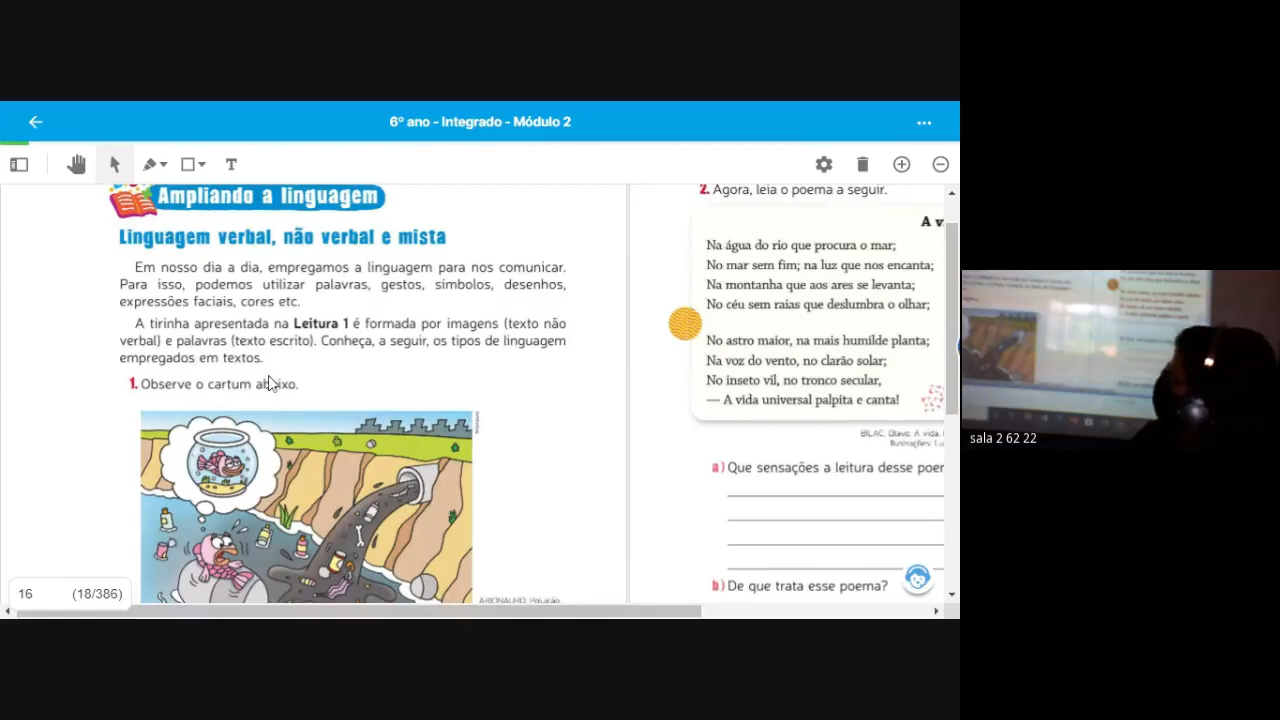 6º ano - Integrado - Módulo 2
Ampliando a linguagem
Linguagem verbal, não verbal e mista
Em nosso dia a dia, empregamos a linguagem para nos comunicar.
Para isso, podemos utilizar palavras, gestos, símbolos, desenhos,
expressões faciais, cores etc.
A tirinha apresentada na Leitura 1 é formada por imagens (texto não
verbal) e palavras (texto escrito). Conheça, a seguir, os tipos de linguagem
empregados em textos.
1. Observe o cartum abaixo.
16 (18/386)
ARIONAURO. Poluição.
2. Agora, leia o poema a seguir.
A v
Na água do rio que procura o mar;
No mar sem fim; na luz que nos encanta;
Na montanha que aos ares se levanta;
No céu sem raias que deslumbra o olhar;
No astro maior, na mais humilde planta;
Na voz do vento, no clarão solar;
No inseto vil, no tronco secular,
— A vida universal palpita e canta!
BILAC, Olavo. A vida.
Ilustrações: Lu
a) Que sensações a leitura desse poer
b) De que trata esse poema?
sala 2 62 22